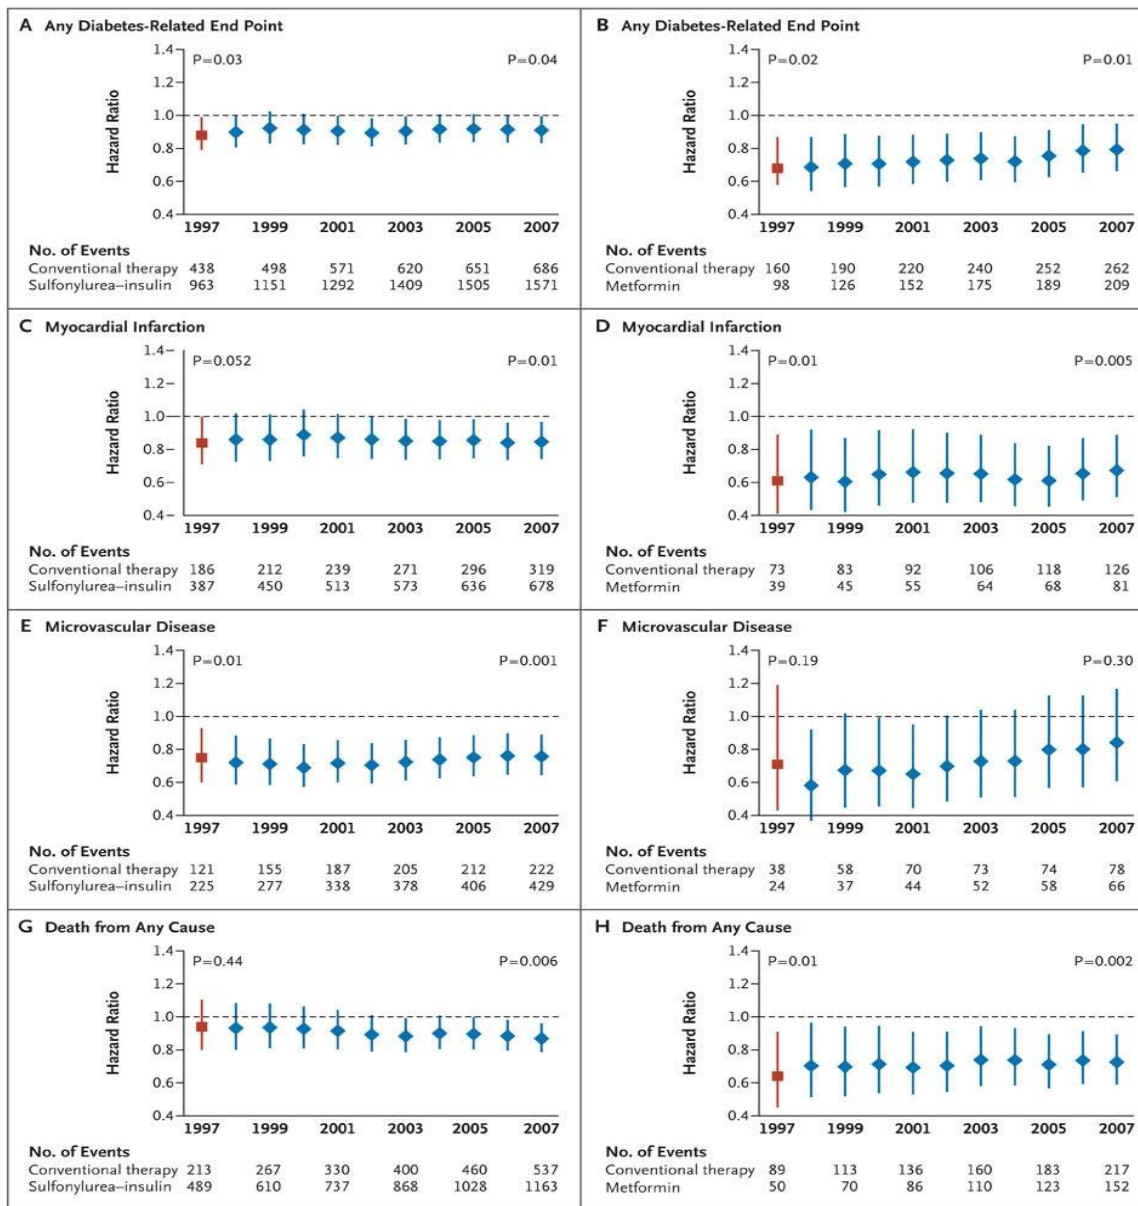 A Any Diabetes-Related End Point
1.4
P=0.03 P=0.04
1.2
1.0
0.8
0.6
0.4
Hazard Ratio
1997 1999 2001 2003 2005 2007
No. of Events
Conventional therapy 438 498 571 620 651 686
Sulfonylurea–insulin 963 1151 1292 1409 1505 1571
B Any Diabetes-Related End Point
1.4
P=0.02 P=0.01
1.2
1.0
0.8
0.6
0.4
Hazard Ratio
1997 1999 2001 2003 2005 2007
No. of Events
Conventional therapy 160 190 220 240 252 262
Metformin 98 126 152 175 189 209
C Myocardial Infarction
1.4
P=0.052 P=0.01
1.2
1.0
0.8
0.6
0.4
Hazard Ratio
1997 1999 2001 2003 2005 2007
No. of Events
Conventional therapy 186 212 239 271 296 319
Sulfonylurea–insulin 387 450 513 573 636 678
D Myocardial Infarction
1.4
P=0.01 P=0.005
1.2
1.0
0.8
0.6
0.4
Hazard Ratio
1997 1999 2001 2003 2005 2007
No. of Events
Conventional therapy 73 83 92 106 118 126
Metformin 39 45 55 64 68 81
E Microvascular Disease
1.4
P=0.01 P=0.001
1.2
1.0
0.8
0.6
0.4
Hazard Ratio
1997 1999 2001 2003 2005 2007
No. of Events
Conventional therapy 121 155 187 205 212 222
Sulfonylurea–insulin 225 277 338 378 406 429
F Microvascular Disease
1.4
P=0.19 P=0.30
1.2
1.0
0.8
0.6
0.4
Hazard Ratio
1997 1999 2001 2003 2005 2007
No. of Events
Conventional therapy 38 58 70 73 74 78
Metformin 24 37 44 52 58 66
G Death from Any Cause
1.4
P=0.44 P=0.006
1.2
1.0
0.8
0.6
0.4
Hazard Ratio
1997 1999 2001 2003 2005 2007
No. of Events
Conventional therapy 213 267 330 400 460 537
Sulfonylurea–insulin 489 610 737 868 1028 1163
H Death from Any Cause
1.4
P=0.01 P=0.002
1.2
1.0
0.8
0.6
0.4
Hazard Ratio
1997 1999 2001 2003 2005 2007
No. of Events
Conventional therapy 89 113 136 160 183 217
Metformin 50 70 86 110 123 152